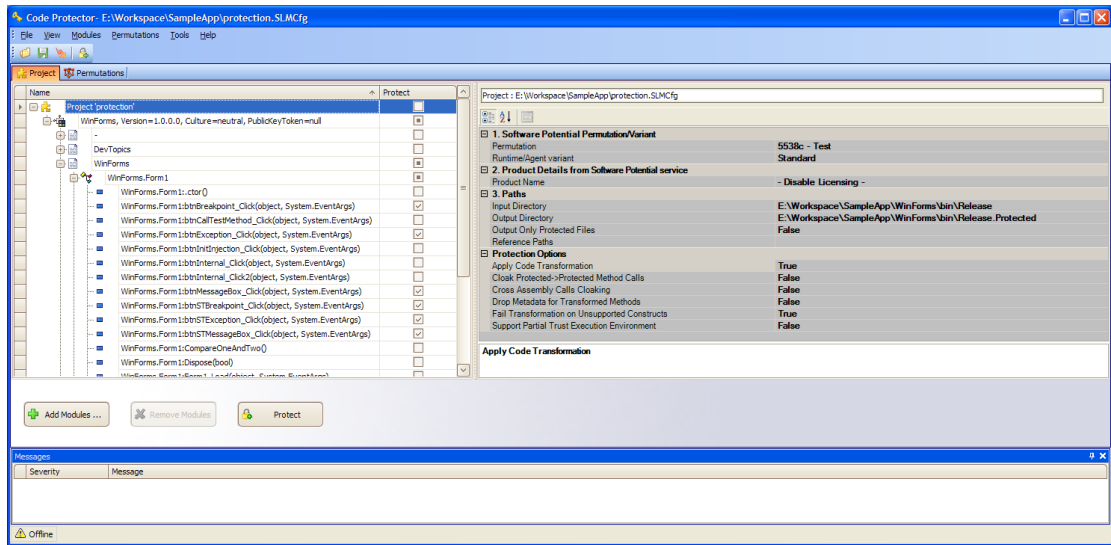 Code Protector- E:\Workspace\SampleApp\protection.SLMCfg
File View Modules Permutations Tools Help
Project Permutations
Name Protect
Project 'protection'
WinForms, Version=1.0.0.0, Culture=neutral, PublicKeyToken=null
-
DevTopics
WinForms
WinForms.Form1
WinForms.Form1:.ctor()
WinForms.Form1:btnBreakpoint_Click(object, System.EventArgs)
WinForms.Form1:btnCallTestMethod_Click(object, System.EventArgs)
WinForms.Form1:btnException_Click(object, System.EventArgs)
WinForms.Form1:btnInitInjection_Click(object, System.EventArgs)
WinForms.Form1:btnInternal_Click(object, System.EventArgs)
WinForms.Form1:btnInternal_Click2(object, System.EventArgs)
WinForms.Form1:btnMessageBox_Click(object, System.EventArgs)
WinForms.Form1:btnSTBreakpoint_Click(object, System.EventArgs)
WinForms.Form1:btnSTException_Click(object, System.EventArgs)
WinForms.Form1:btnSTMessageBox_Click(object, System.EventArgs)
WinForms.Form1:CompareOneAndTwo()
WinForms.Form1:Dispose(bool)
WinForms.Form1:Form1_Load(object, System.EventArgs)
Project : E:\Workspace\SampleApp\protection.SLMCfg
1. Software Potential Permutation/Variant
Permutation 5538c - Test
Runtime/Agent variant Standard
2. Product Details from Software Potential service
Product Name - Disable Licensing -
3. Paths
Input Directory E:\Workspace\SampleApp\WinForms\bin\Release
Output Directory E:\Workspace\SampleApp\WinForms\bin\Release.Protected
Output Only Protected Files False
Reference Paths
Protection Options
Apply Code Transformation True
Cloak Protected->Protected Method Calls False
Cross Assembly Calls Cloaking False
Drop Metadata for Transformed Methods False
Fail Transformation on Unsupported Constructs True
Support Partial Trust Execution Environment False
Apply Code Transformation
Add Modules ... Remove Modules Protect
Messages
Severity Message
Offline